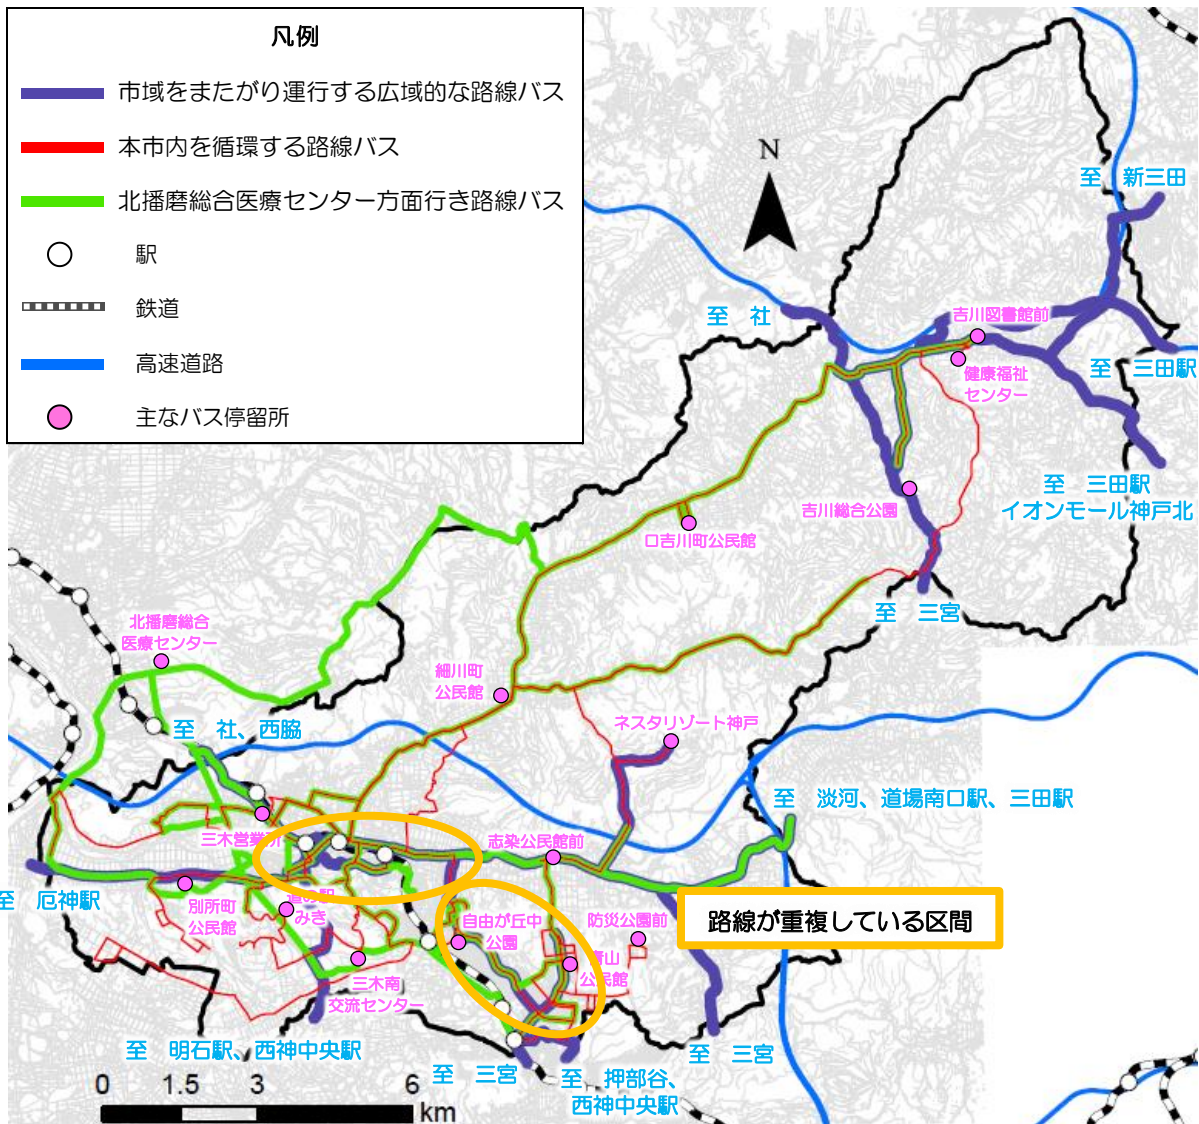 凡例
市域をまたがり運行する広域的な路線バス
本市内を循環する路線バス
北播磨総合医療センター方面行き路線バス
駅
鉄道
高速道路
主なバス停留所
N
至 新三田
至 社
吉川図書館前
至 三田駅
健康福祉
センター
至 三田駅
イオンモール神戸北
吉川総合公園
口吉川町公民館
至 三宮
北播磨総合
医療センター
細川町
公民館
至 社、西脇
ネスタリゾート神戸
至 淡河、道場南口駅、三田駅
三木営業所
志染公民館前
至 厄神駅
別所町
公民館
道の駅
みき
自由が丘中
公園
防災公園前
路線が重複している区間
青山
公民館
三木南
交流センター
至 明石駅、西神中央駅
至 三宮
至 三宮
至 押部谷、
西神中央駅
0 1.5 3 6
km